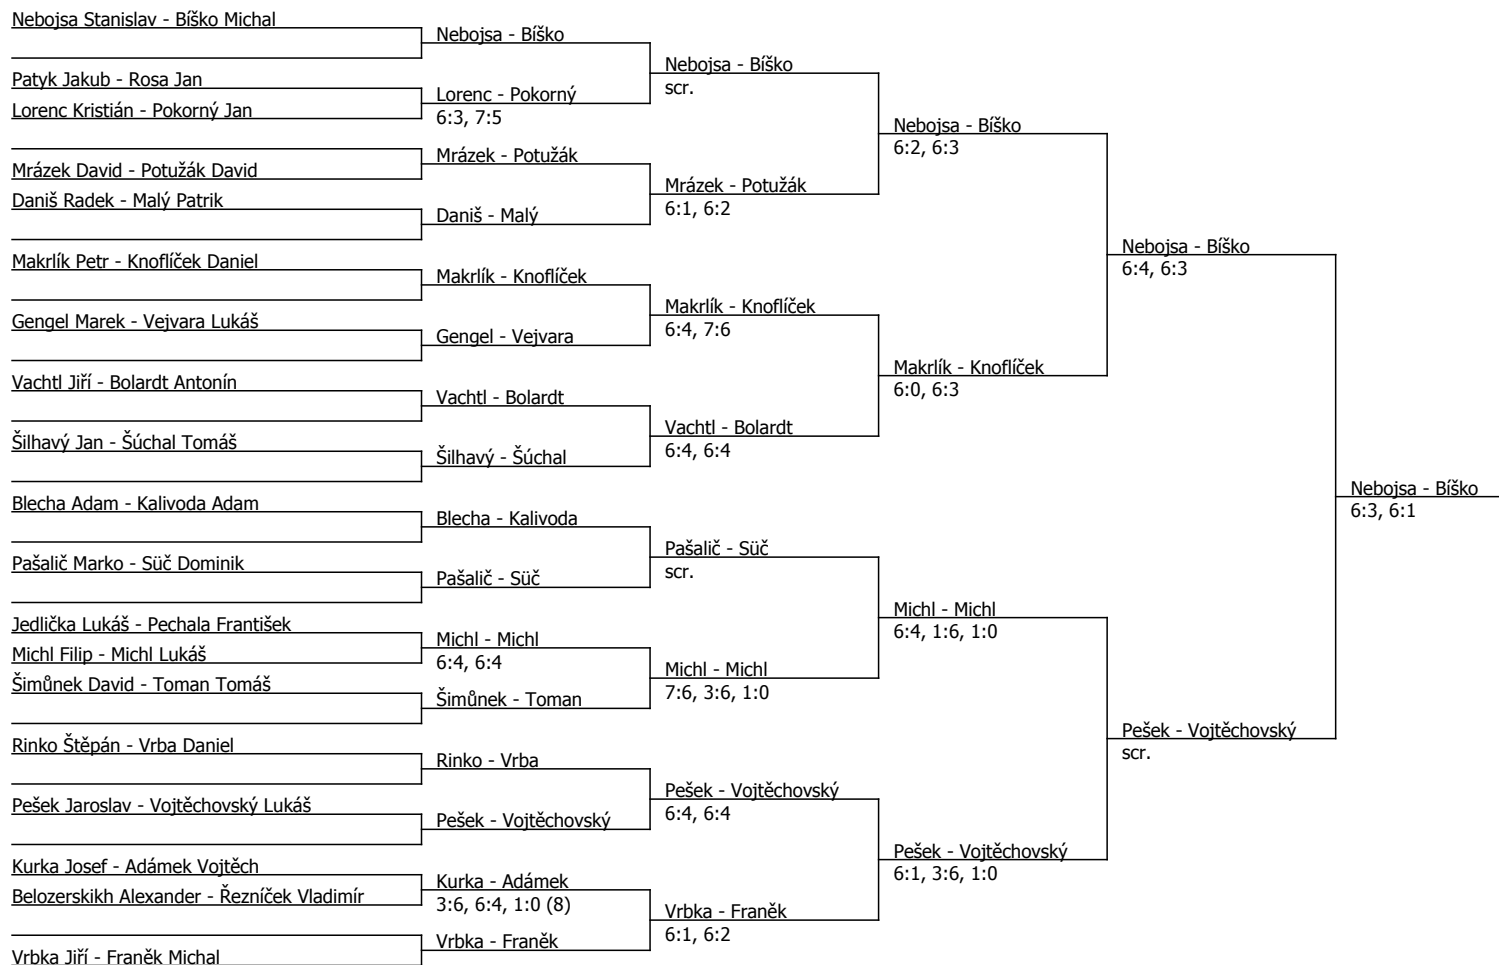 Nebojsa Stanislav - Bíško Michal
Patyk Jakub - Rosa Jan
Lorenc Kristián - Pokorný Jan
Mrázek David - Potužák David
Daniš Radek - Malý Patrik
Makrlík Petr - Knoflíček Daniel
Gengel Marek - Vejvara Lukáš
Vachtl Jiří - Bolardt Antonín
Šilhavý Jan - Šúchal Tomáš
Blecha Adam - Kalivoda Adam
Pašalič Marko - Süč Dominik
Jedlička Lukáš - Pechala František
Michl Filip - Michl Lukáš
Šimůnek David - Toman Tomáš
Rinko Štěpán - Vrba Daniel
Pešek Jaroslav - Vojtěchovský Lukáš
Kurka Josef - Adámek Vojtěch
Belozerskikh Alexander - Řezníček Vladimír
Vrbka Jiří - Franěk Michal
Nebojsa - Bíško
Lorenc - Pokorný
6:3, 7:5
Mrázek - Potužák
Daniš - Malý
Makrlík - Knoflíček
Gengel - Vejvara
Vachtl - Bolardt
Šilhavý - Šúchal
Blecha - Kalivoda
Pašalič - Süč
Michl - Michl
6:4, 6:4
Šimůnek - Toman
Rinko - Vrba
Pešek - Vojtěchovský
Kurka - Adámek
3:6, 6:4, 1:0 (8)
Vrbka - Franěk
Nebojsa - Bíško
scr.
Mrázek - Potužák
6:1, 6:2
Makrlík - Knoflíček
6:4, 7:6
Vachtl - Bolardt
6:4, 6:4
Pašalič - Süč
scr.
Michl - Michl
7:6, 3:6, 1:0
Pešek - Vojtěchovský
6:4, 6:4
Vrbka - Franěk
6:1, 6:2
Nebojsa - Bíško
6:2, 6:3
Makrlík - Knoflíček
6:0, 6:3
Michl - Michl
6:4, 1:6, 1:0
Pešek - Vojtěchovský
6:1, 3:6, 1:0
Nebojsa - Bíško
6:4, 6:3
Pešek - Vojtěchovský
scr.
Nebojsa - Bíško
6:3, 6:1